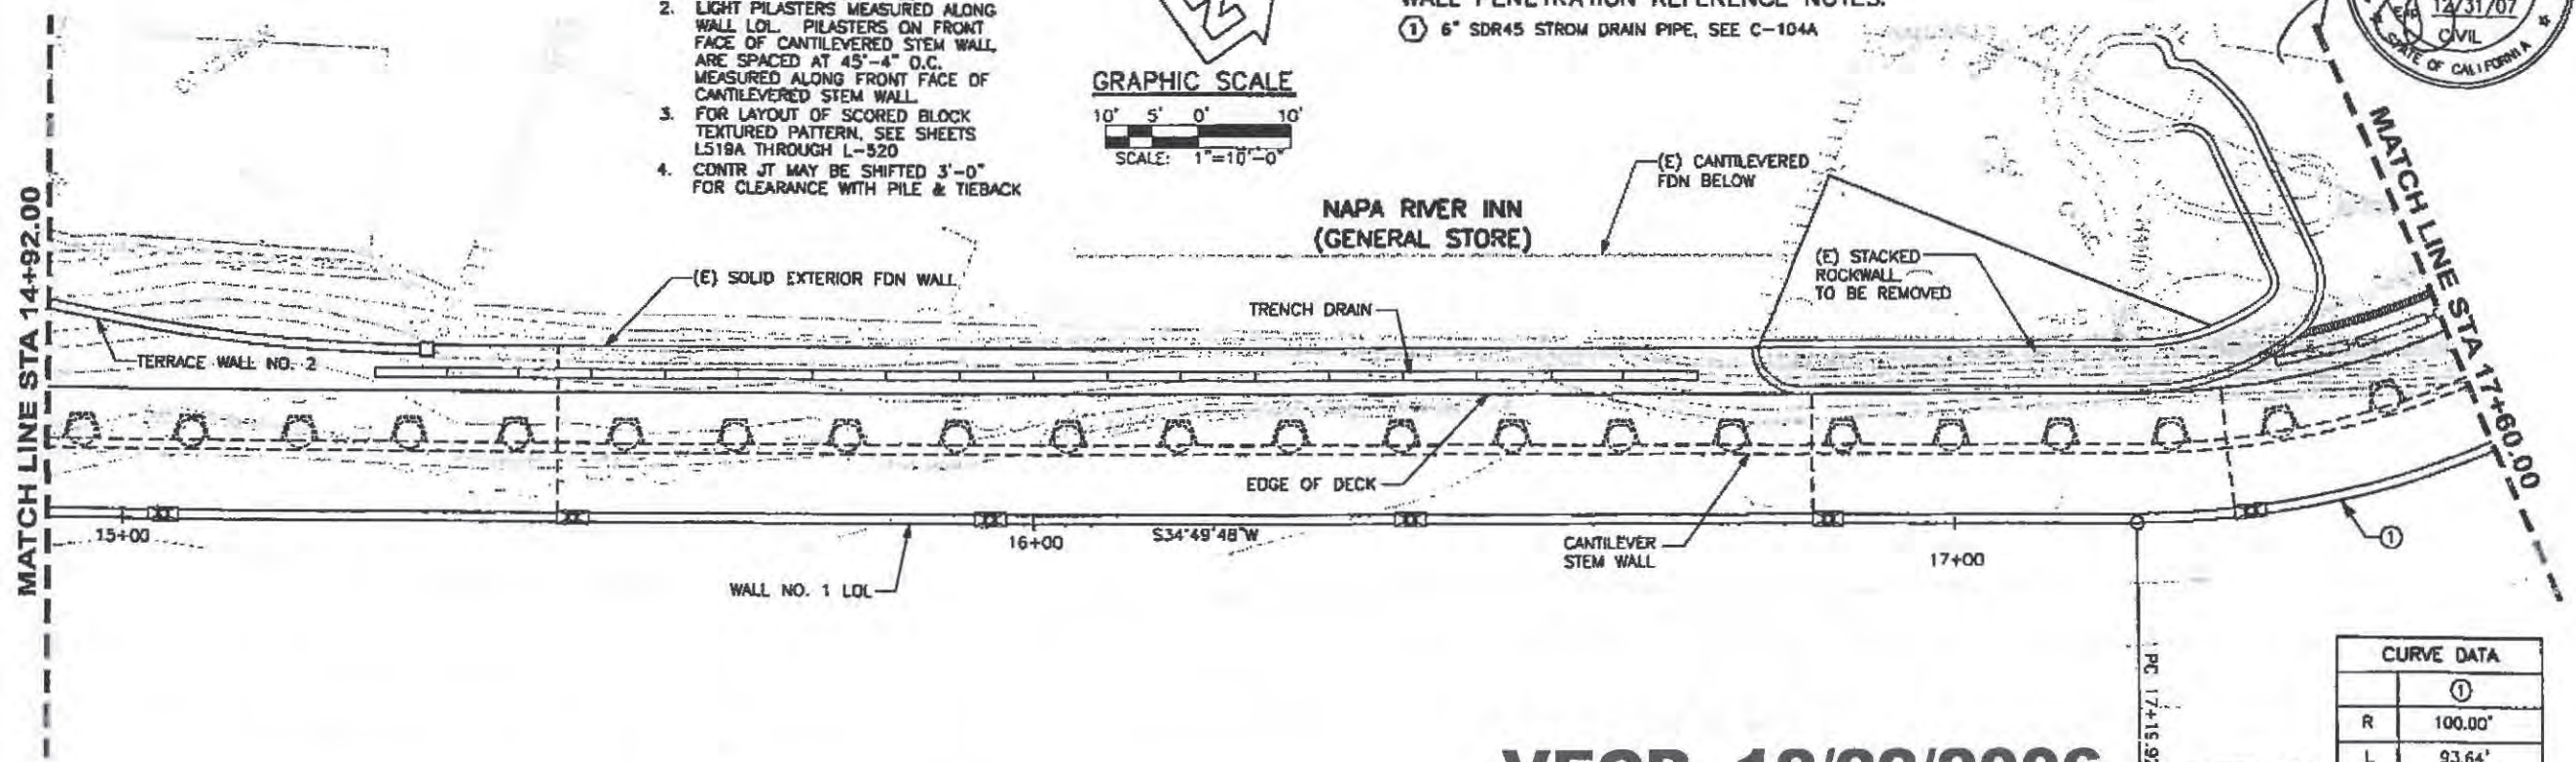 2. LIGHT PILASTERS MEASURED ALONG
WALL LOL. PILASTERS ON FRONT
FACE OF CANTILEVERED STEM WALL
ARE SPACED AT 45'-4" O.C.
MEASURED ALONG FRONT FACE OF
CANTILEVERED STEM WALL
3. FOR LAYOUT OF SCORED BLOCK
TEXTURED PATTERN, SEE SHEETS
L519A THROUGH L-520
4. CONTR JT MAY BE SHIFTED 3'-0"
FOR CLEARANCE WITH PILE & TIEBACK
GRAPHIC SCALE
10' 5' 0' 10'
SCALE: 1"=10'-0"
WALL PENETRATION REFERENCE NOTES:
1 6" SDR45 STROM DRAIN PIPE, SEE C-104A
12/31/07
CIVIL
STATE OF CALIFORNIA
MATCH LINE STA 14+92.00
MATCH LINE STA 17+60.00
(E) CANTILEVERED
FDN BELOW
NAPA RIVER INN
(GENERAL STORE)
(E) STACKED
ROCKWALL
TO BE REMOVED
(E) SOLID EXTERIOR FDN WALL
TRENCH DRAIN
TERRACE WALL NO. 2
EDGE OF DECK
CANTILEVER
STEM WALL
15+00
16+00
S34°49'48"W
17+00
1
WALL NO. 1 LOL
CURVE DATA
1
R 100.00'
L 93.64'